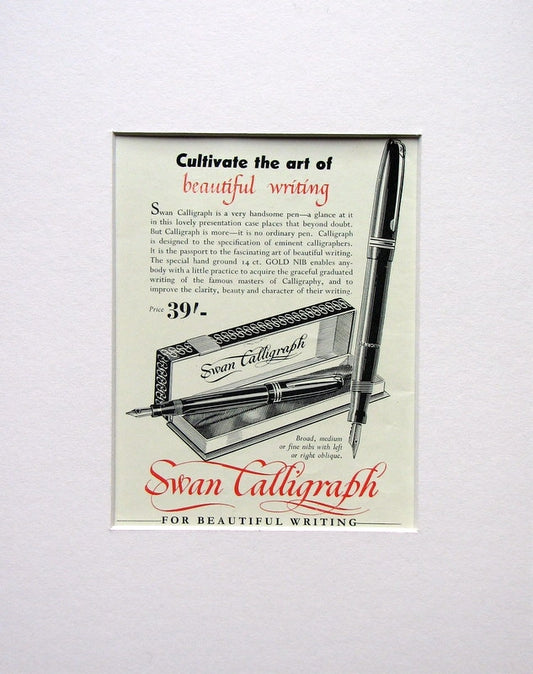 Cultivate the art of
beautiful writing
Swan Calligraph is a very handsome pen—a glance at it
in this lovely presentation case places that beyond doubt.
But Calligraph is more—it is no ordinary pen. Calligraph
is designed to the specification of eminent calligraphers.
It is the passport to the fascinating art of beautiful writing.
The special hand ground 14 ct. GOLD NIB enables any-
body with a little practice to acquire the graceful graduated
writing of the famous masters of Calligraphy, and to
improve the clarity, beauty and character of their writing.
Price 39/-
Swan Calligraph
Broad, medium
or fine nibs with left
or right oblique.
Swan Calligraph
FOR BEAUTIFUL WRITING